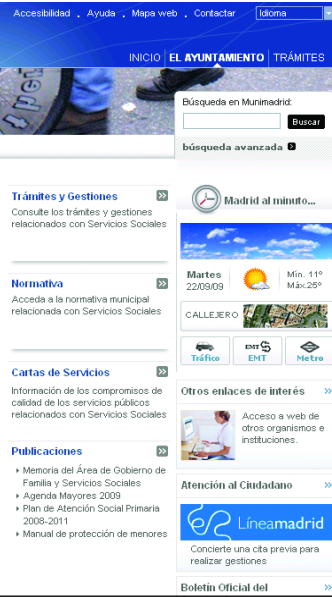 Accesibilidad . Ayuda . Mapa web . Contactar Idioma
INICIO | EL AYUNTAMIENTO | TRÁMITES
Búsqueda en Munimadrid:
Buscar
búsqueda avanzada
Trámites y Gestiones
Consulte los trámites y gestiones
relacionados con Servicios Sociales
Normativa
Acceda a la normativa municipal
relacionada con Servicios Sociales
Cartas de Servicios
Información de los compromisos de
calidad de los servicios públicos
relacionados con Servicios Sociales
Publicaciones
Memoria del Área de Gobierno de
Familia y Servicios Sociales
Agenda Mayores 2009
Plan de Atención Social Primaria
2008-2011
Manual de protección de menores
Madrid al minuto...
Martes
22/09/09
Mín. 11º
Máx.25º
CALLEJERO
Tráfico
EMT
EMT
Metro
Otros enlaces de interés »
Acceso a web de
otros organismos e
instituciones.
Atención al Ciudadano »
Líneamadrid
Concierte una cita previa para
realizar gestiones
Boletín Oficial del »